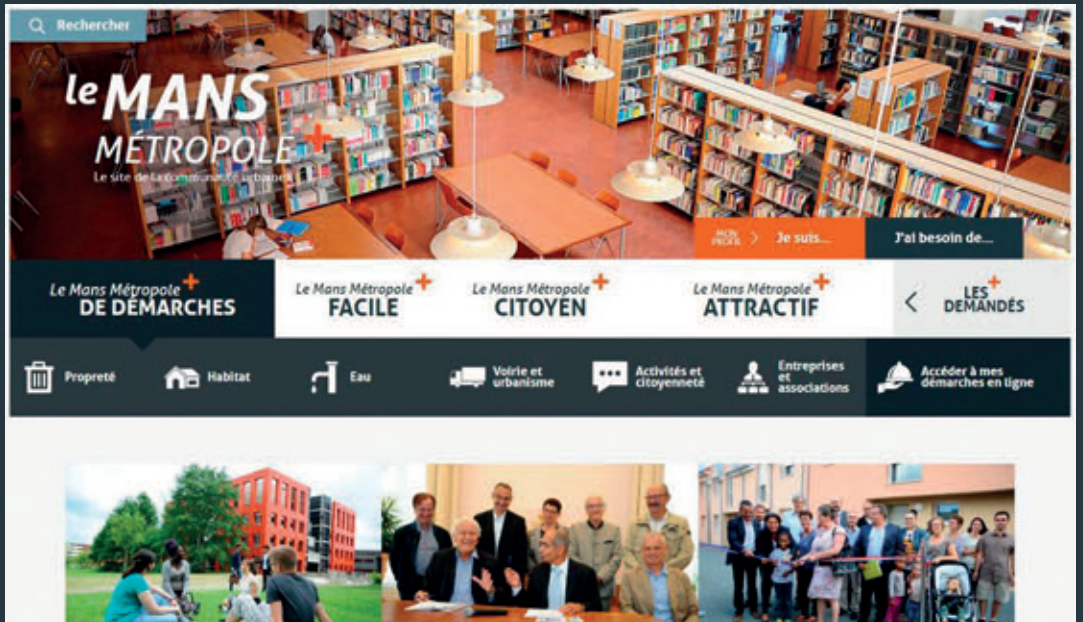 Rechercher
le MANS
MÉTROPOLE+
Le site de la communauté urbaine
MON PROFIL > Je suis...
J'ai besoin de...
Le Mans Métropole +
DE DÉMARCHES
Le Mans Métropole +
FACILE
Le Mans Métropole +
CITOYEN
Le Mans Métropole +
ATTRACTIF
<
LES +
DEMANDÉS
Propreté
Habitat
Eau
Voirie et
urbanisme
Activités et
citoyenneté
Entreprises
et
associations
Accéder à mes
démarches en ligne